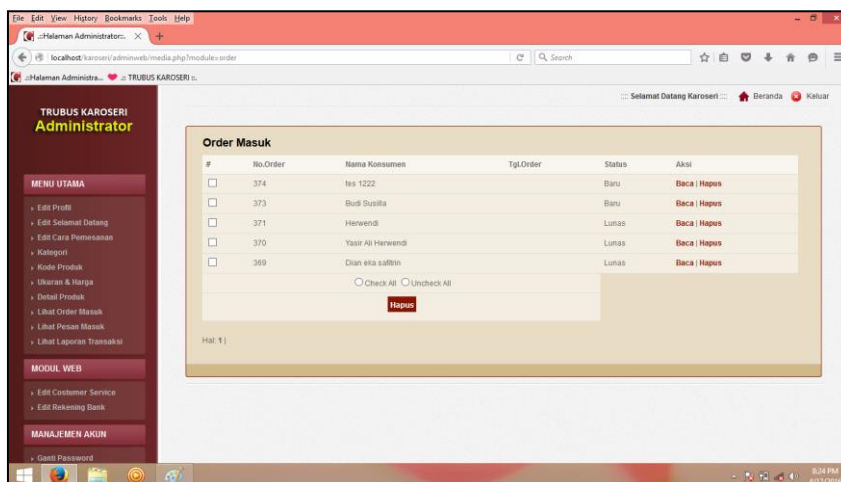 File Edit View History Bookmarks Tools Help
.::Halaman Administrator::.
localhost/karoseri/adminweb/media.php?module=order
Search
.::Halaman Administra... .:: TRUBUS KAROSERI ::.
:::: Selamat Datang Karoseri :::: Beranda Keluar
TRUBUS KAROSERI
Administrator
MENU UTAMA
Edit Profil
Edit Selamat Datang
Edit Cara Pemesanan
Kategori
Kode Produk
Ukuran & Harga
Detail Produk
Lihat Order Masuk
Lihat Pesan Masuk
Lihat Laporan Transaksi
MODUL WEB
Edit Costumer Service
Edit Rekening Bank
MANAJEMEN AKUN
Ganti Password
Order Masuk
# No.Order Nama Konsumen Tgl.Order Status Aksi
374 tes 1222 Baru Baca | Hapus
373 Budi Susilla Baru Baca | Hapus
371 Herwendi Lunas Baca | Hapus
370 Yasir Ali Herwendi Lunas Baca | Hapus
369 Dian eka safitrin Lunas Baca | Hapus
Check All Uncheck All
Hapus
Hal: 1 |
8:24 PM